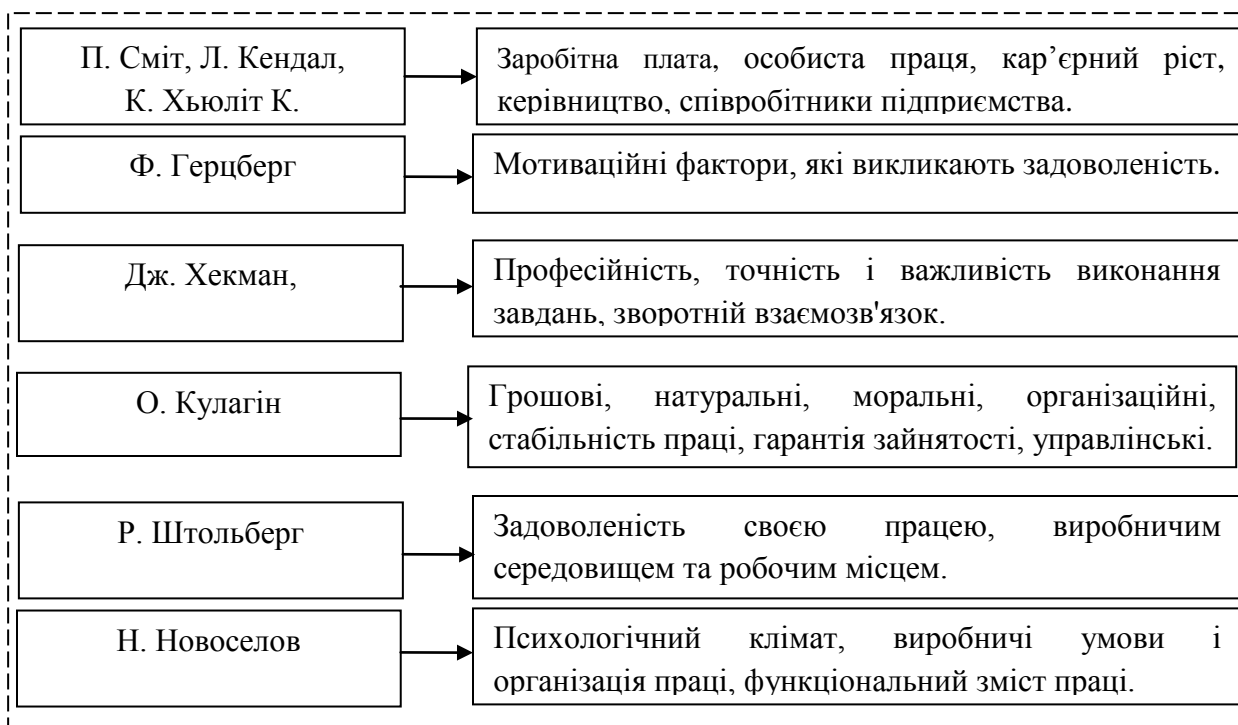 П. Сміт, Л. Кендал,
К. Хьюліт К.
Заробітна плата, особиста праця, кар’єрний ріст,
керівництво, співробітники підприємства.
Ф. Герцберг
Мотиваційні фактори, які викликають задоволеність.
Дж. Хекман,
Професійність, точність і важливість виконання
завдань, зворотній взаємозв'язок.
О. Кулагін
Грошові, натуральні, моральні, організаційні,
стабільність праці, гарантія зайнятості, управлінські.
Р. Штольберг
Задоволеність своєю працею, виробничим
середовищем та робочим місцем.
Н. Новоселов
Психологічний клімат, виробничі умови і
організація праці, функціональний зміст праці.